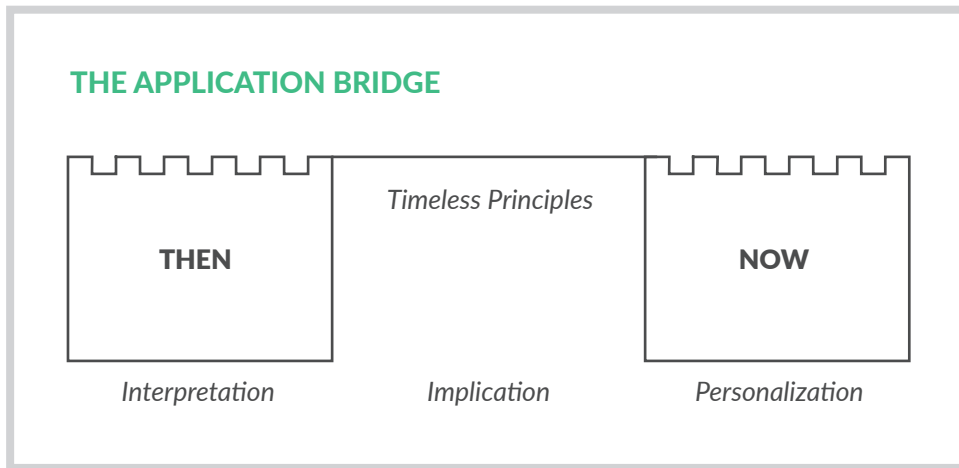 THE APPLICATION BRIDGE
Timeless Principles
THEN
NOW
Interpretation
Implication
Personalization